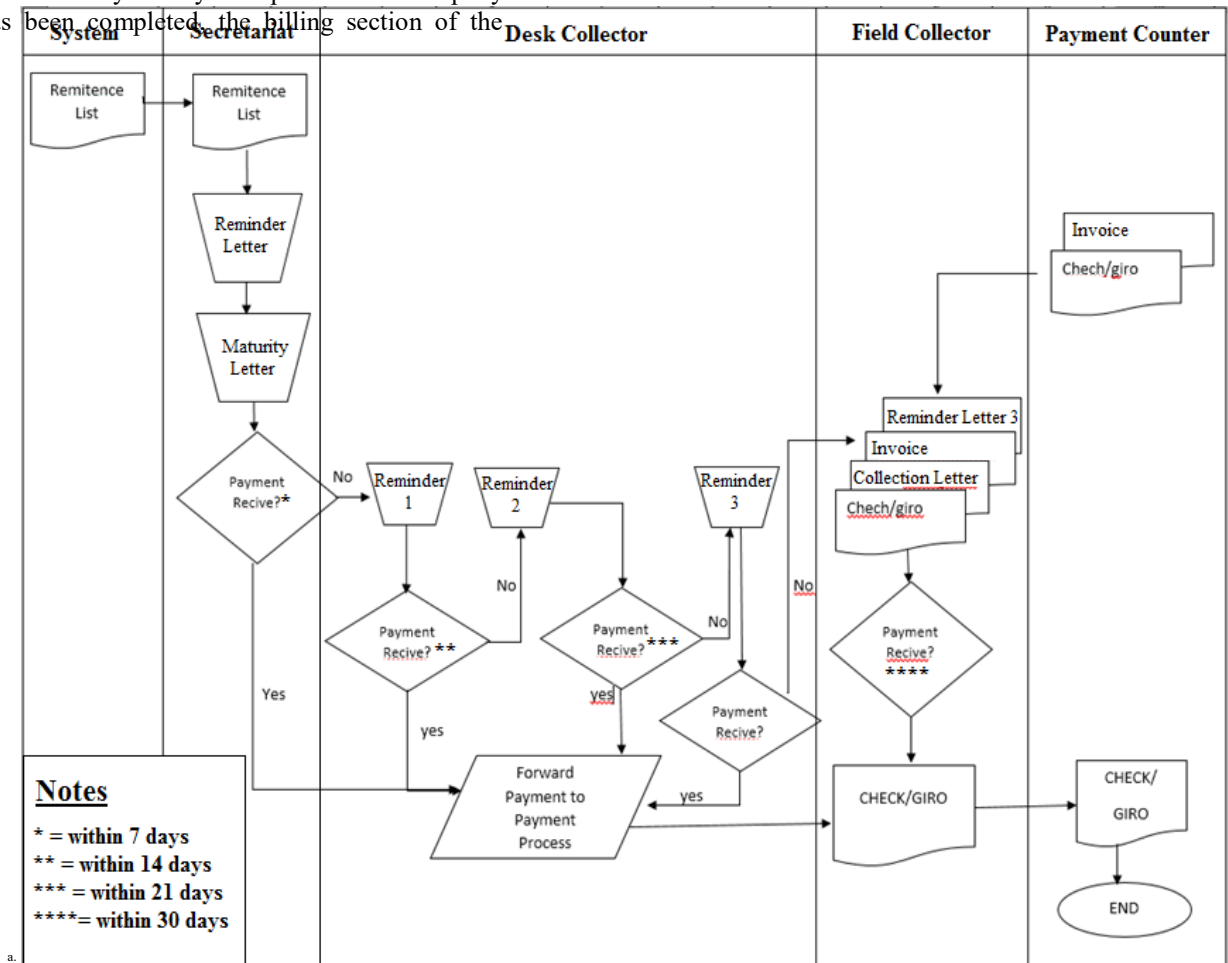 s been completed, the billing section of the
System
Secretariat
Desk Collector
Field Collector
Payment Counter
Remitence
List
Remitence
List
Reminder
Letter
Maturity
Letter
Payment
Recive?*
No
Yes
Reminder
1
Payment
Recive? **
No
yes
Reminder
2
Payment
Recive? ***
No
yes
Reminder
3
Payment
Recive?
No
yes
Forward
Payment to
Payment
Process
Invoice
Chech/giro
Reminder Letter 3
Invoice
Collection Letter
Chech/giro
Payment
Recive?
****
CHECK/GIRO
CHECK/
GIRO
END
Notes
* = within 7 days
** = within 14 days
*** = within 21 days
****= within 30 days
a.